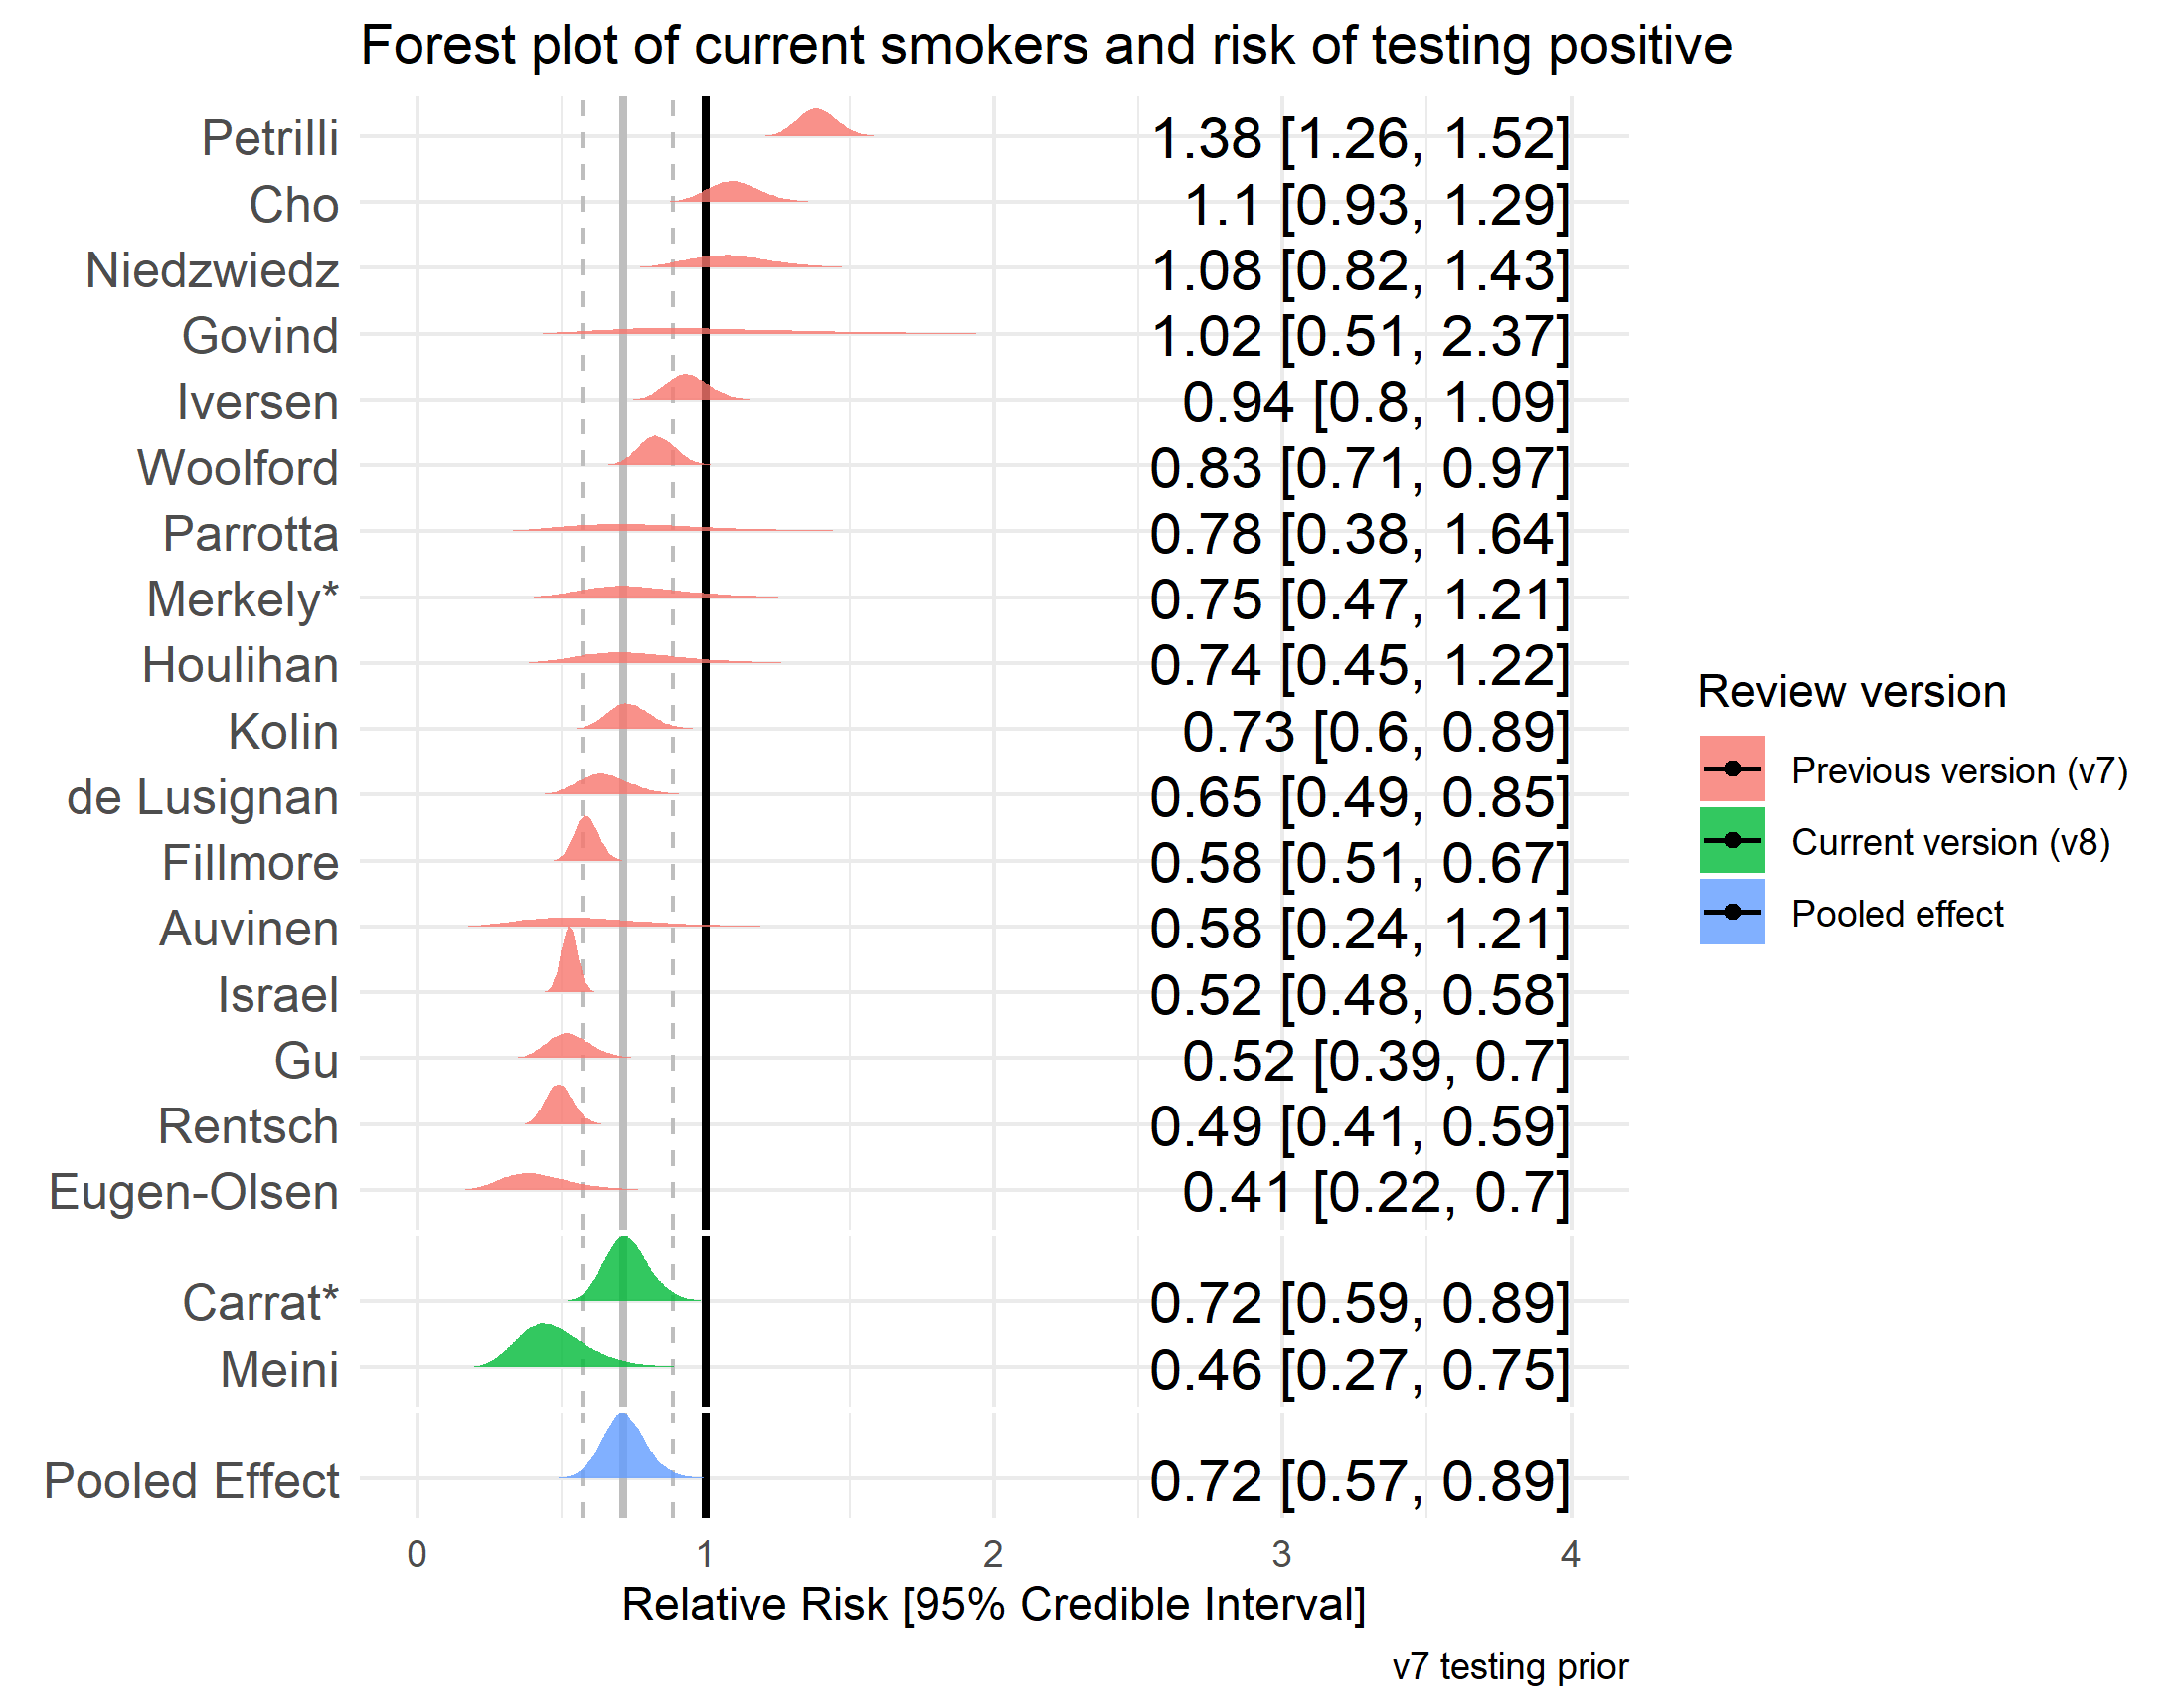 Forest plot of current smokers and risk of testing positive
Petrilli 1.38 [1.26, 1.52]
Cho 1.1 [0.93, 1.29]
Niedzwiedz 1.08 [0.82, 1.43]
Govind 1.02 [0.51, 2.37]
Iversen 0.94 [0.8, 1.09]
Woolford 0.83 [0.71, 0.97]
Parrotta 0.78 [0.38, 1.64]
Merkely* 0.75 [0.47, 1.21]
Houlihan 0.74 [0.45, 1.22]
Kolin 0.73 [0.6, 0.89]
de Lusignan 0.65 [0.49, 0.85]
Fillmore 0.58 [0.51, 0.67]
Auvinen 0.58 [0.24, 1.21]
Israel 0.52 [0.48, 0.58]
Gu 0.52 [0.39, 0.7]
Rentsch 0.49 [0.41, 0.59]
Eugen-Olsen 0.41 [0.22, 0.7]
Carrat* 0.72 [0.59, 0.89]
Meini 0.46 [0.27, 0.75]
Pooled Effect 0.72 [0.57, 0.89]
0 1 2 3 4
Relative Risk [95% Credible Interval]
v7 testing prior
Review version
Previous version (v7)
Current version (v8)
Pooled effect